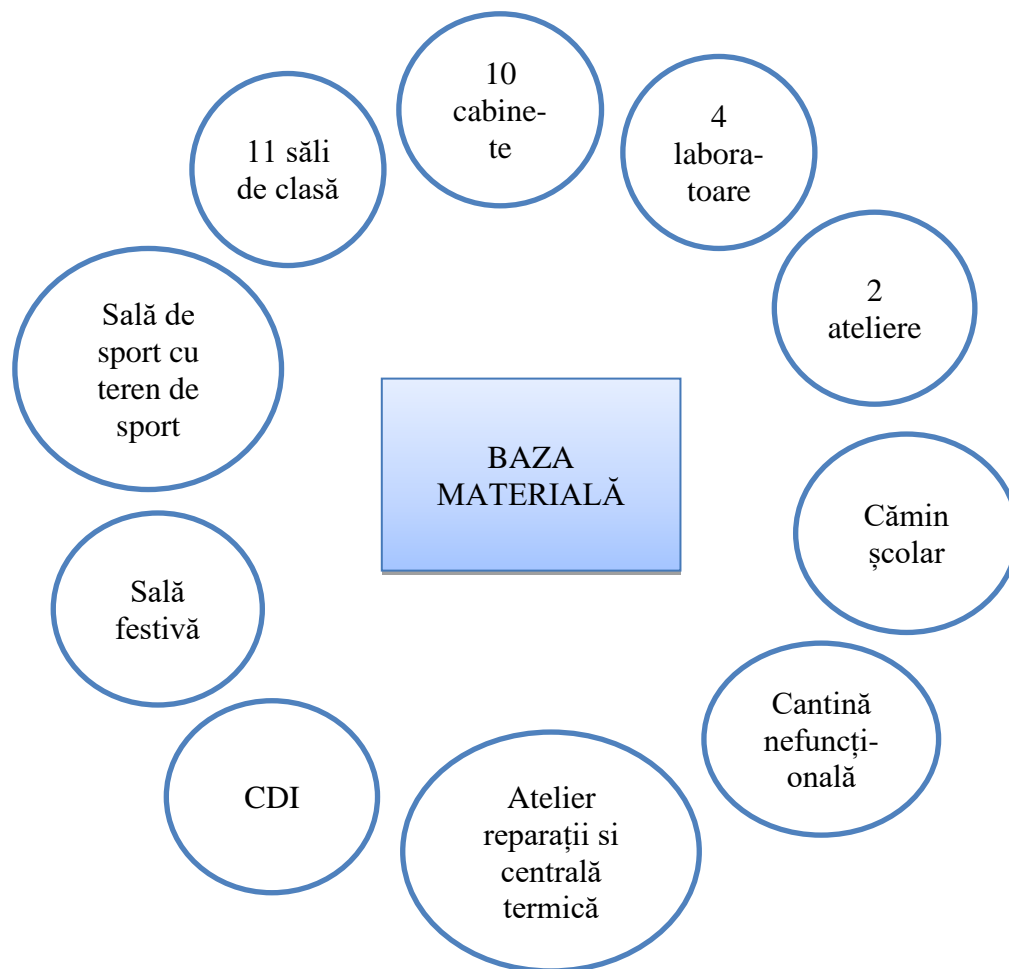 10
cabine-
te
4
labora-
toare
11 săli
de clasă
2
ateliere
Sală de
sport cu
teren de
sport
BAZA
MATERIALĂ
Cămin
școlar
Sală
festivă
Cantină
nefuncți-
onală
CDI
Atelier
reparații si
centrală
termică